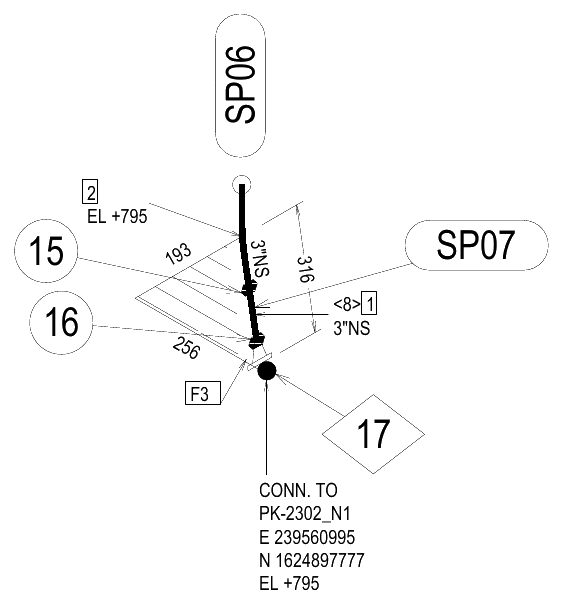 SP06
2
EL +795
15
193
3"NS
316
SP07
16
<8> 1
3"NS
256
F3
17
CONN. TO
PK-2302_N1
E 239560995
N 1624897777
EL +795